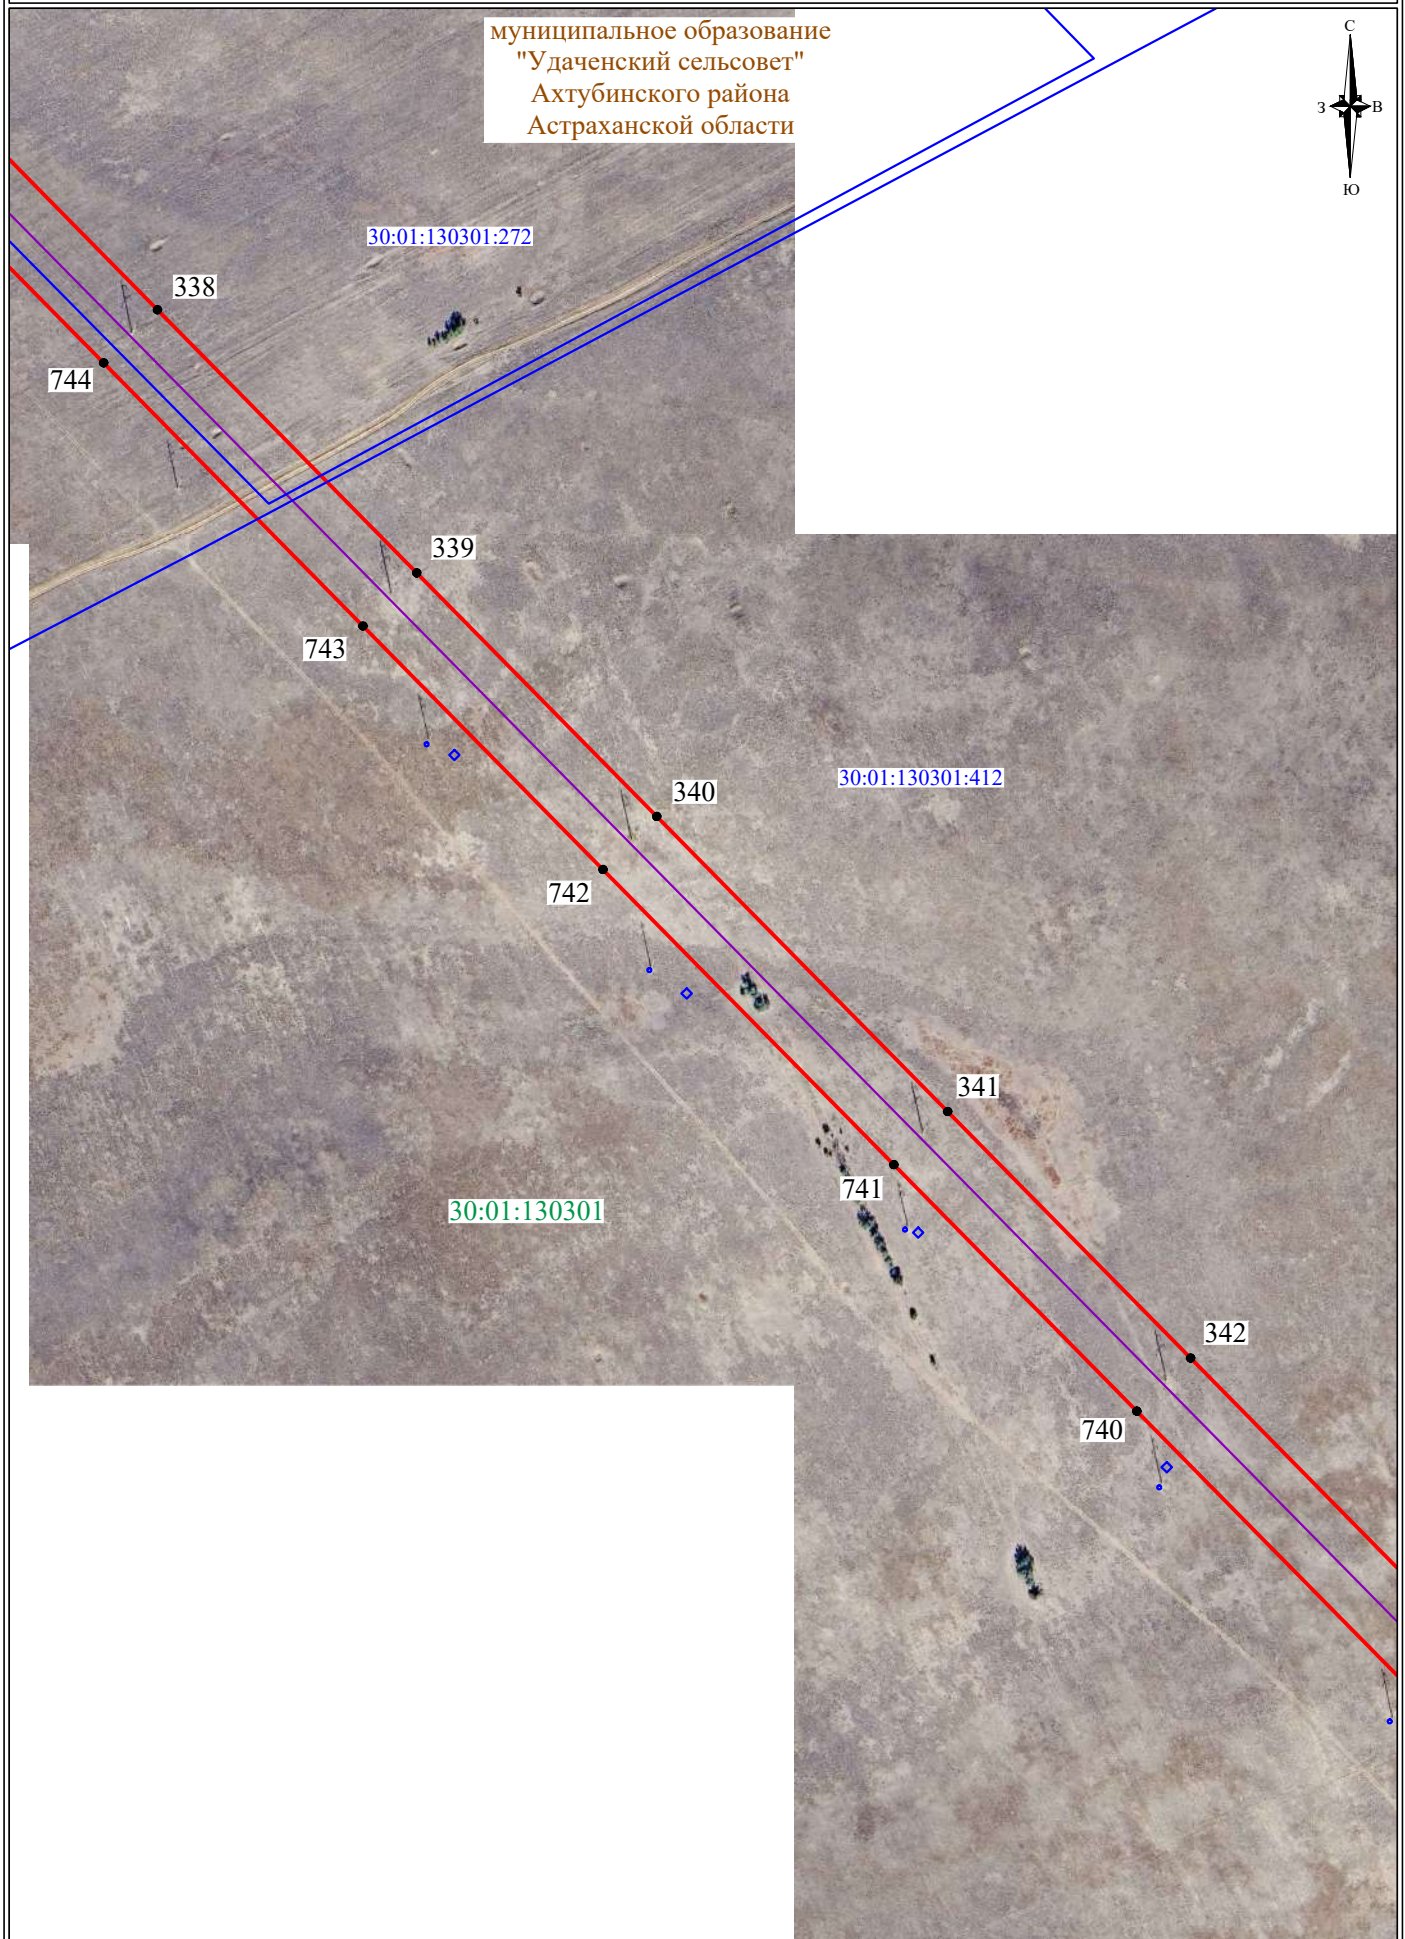 муниципальное образование
"Удаченский сельсовет"
Ахтубинского района
Астраханской области
С
З
В
Ю
30:01:130301:272
338
744
339
743
30:01:130301:412
340
742
341
741
30:01:130301
342
740